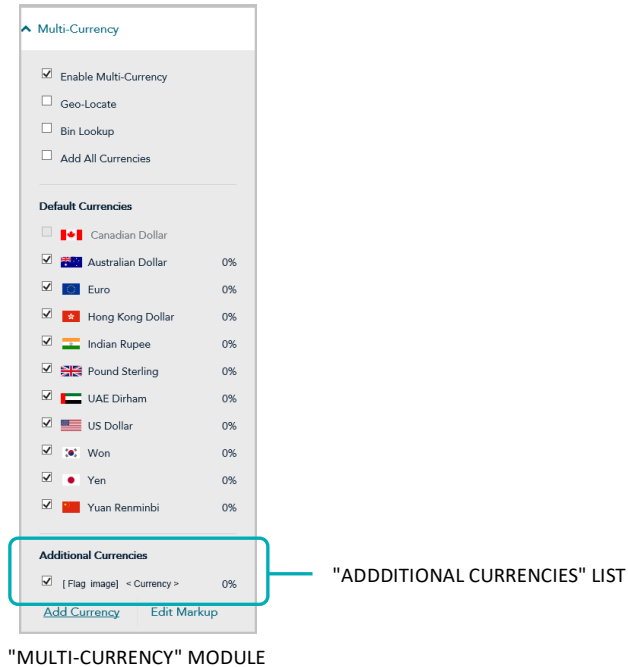 Multi-Currency
Enable Multi-Currency
Geo-Locate
Bin Lookup
Add All Currencies
Default Currencies
Canadian Dollar
Australian Dollar 0%
Euro 0%
Hong Kong Dollar 0%
Indian Rupee 0%
Pound Sterling 0%
UAE Dirham 0%
US Dollar 0%
Won 0%
Yen 0%
Yuan Renminbi 0%
Additional Currencies
[ Flag image] < Currency > 0%
"ADDDITIONAL CURRENCIES" LIST
Add Currency Edit Markup
"MULTI-CURRENCY" MODULE